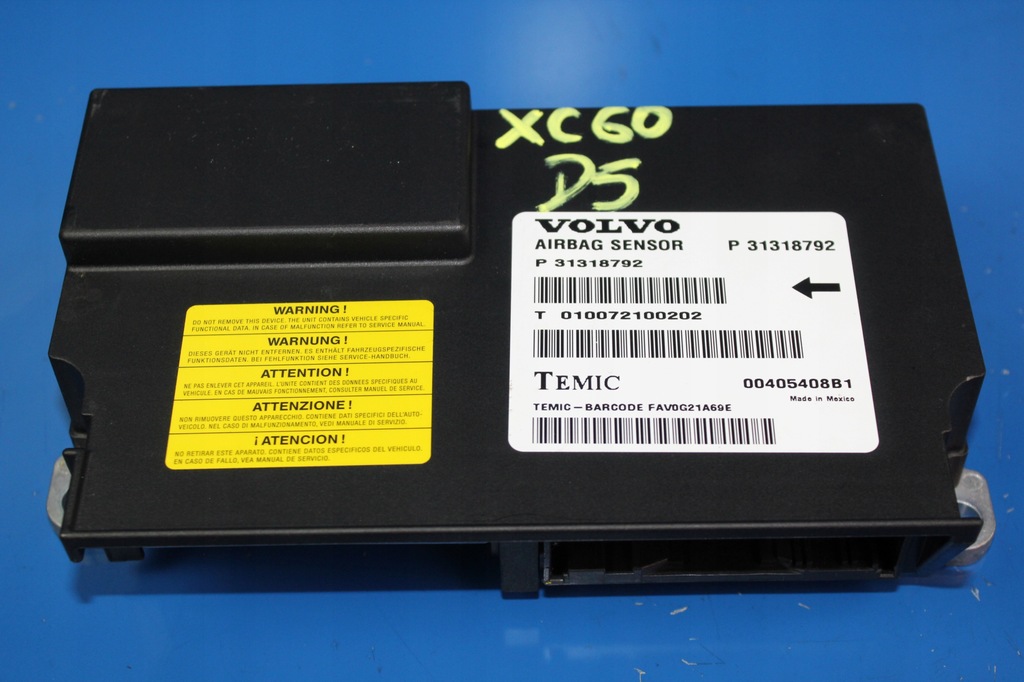 XC60
D5
VOLVO
AIRBAG SENSOR P 31318792
P 31318792
T 010072100202
TEMIC 00405408B1
Made in Mexico
TEMIC-BARCODE FAV0G21A69E
WARNING!
DO NOT REMOVE THIS DEVICE. THE UNIT CONTAINS VEHICLE SPECIFIC
FUNCTIONAL DATA. IN CASE OF MALFUNCTION REFER TO SERVICE MANUAL.
WARNUNG!
DIESES GERÄT NICHT ENTFERNEN. ES ENTHÄLT FAHRZEUGSPEZIFISCHE
FUNKTIONSDATEN. BEI FEHLFUNKTION SIEHE SERVICE-HANDBUCH.
ATTENTION!
NE PAS ENLEVER CET APPAREIL. L'UNITE CONTIENT DES DONNÉES SPECIFIQUES AU
VEHICULE. EN CAS DE MAUVAIS FONCTIONNEMENT, CONSULTER MANUEL DE SERVICE.
ATTENZIONE!
NON RIMUOVERE QUESTO APPARECCHIO. CONTIENE DATI SPECIFICI DELL'AUTO-
VEICOLO. NEL CASO DI MALFUNZIONAMENTO, VEDI MANUALE DI SERVIZIO.
¡ATENCION!
NO RETIRAR ESTE APARATO. CONTIENE DATOS ESPECIFICOS DEL VEHICULO.
EN CASO DE FALLO, VEA MANUAL DE SERVICIO.